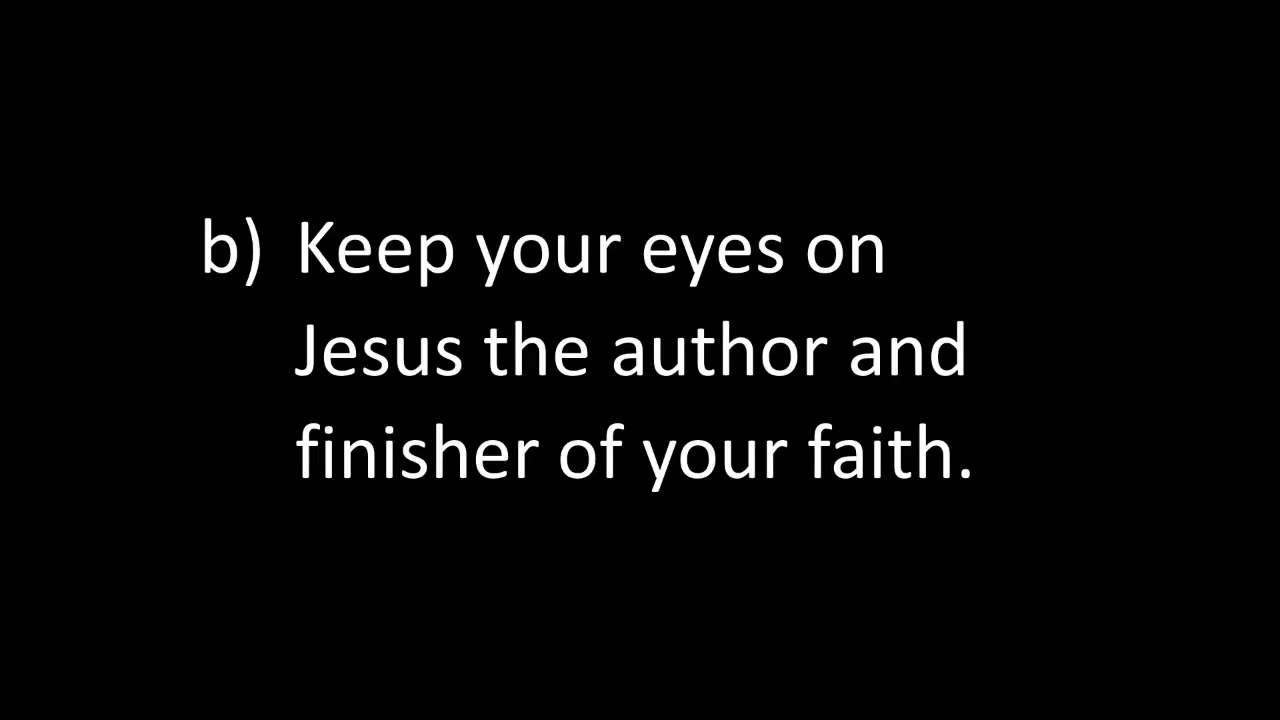 b) Keep your eyes on
Jesus the author and
finisher of your faith.